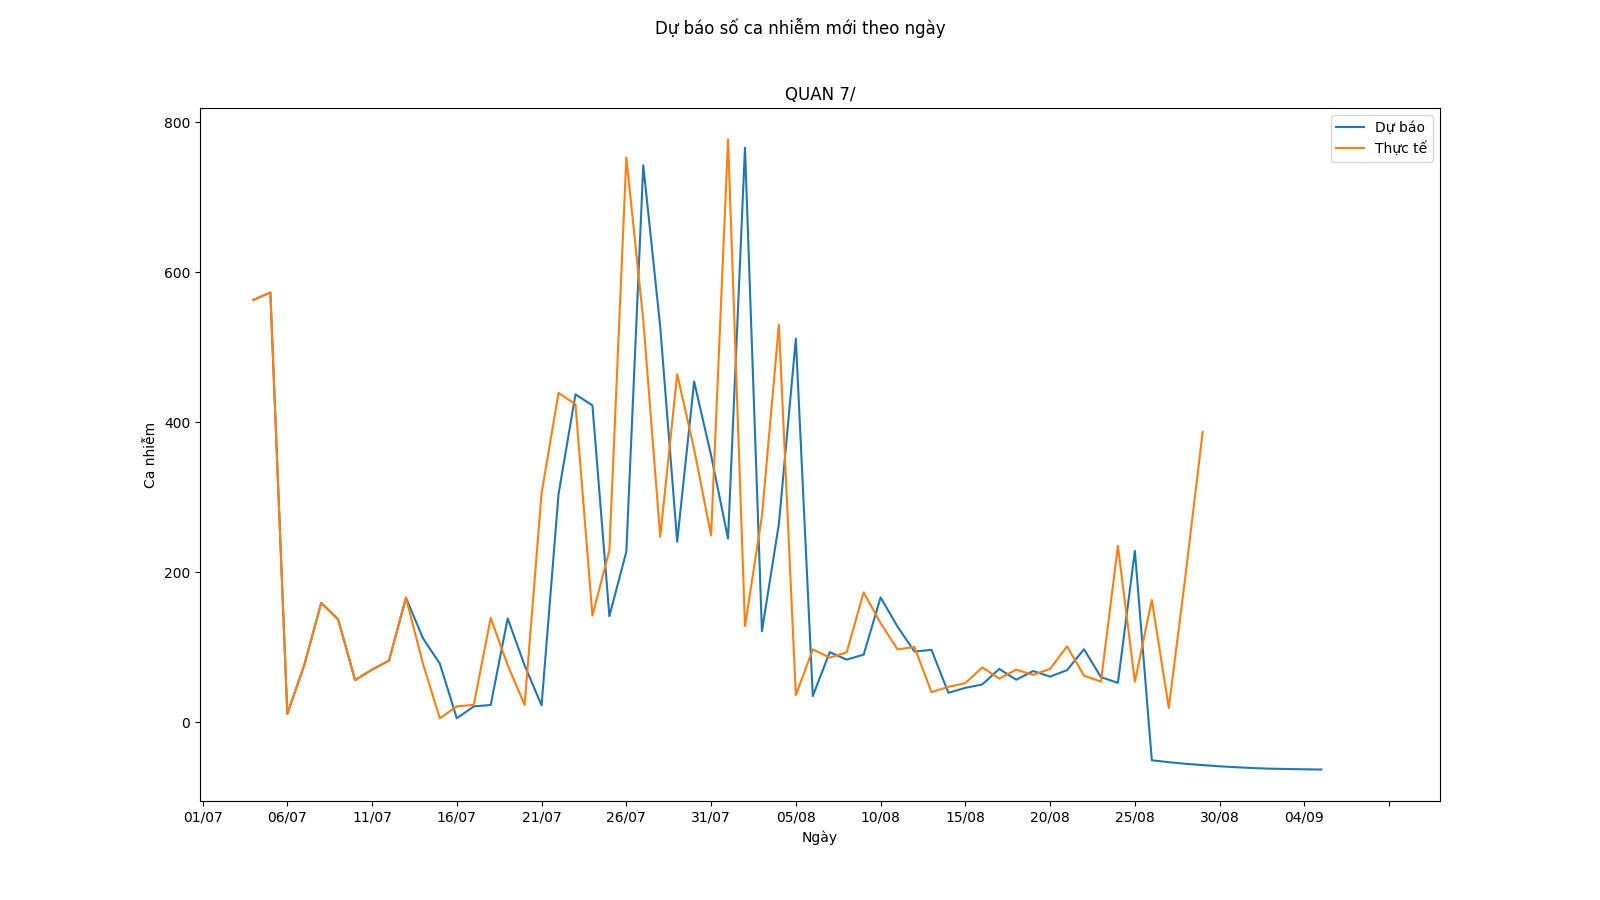 Dự báo số ca nhiễm mới theo ngày
QUAN 7/
Dự báo
Thực tế
800
600
400
200
0
Ca nhiễm
01/07 06/07 11/07 16/07 21/07 26/07 31/07 05/08 10/08 15/08 20/08 25/08 30/08 04/09
Ngày